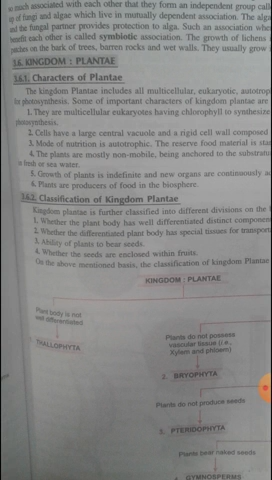 so much associated with each other that they form an independent group call
up of fungi and algae which live in mutually dependent association. The alga
and the fungal partner provides protection to alga. Such an association wher
benefit each other is called symbiotic association. The growth of lichens i
patches on the bark of trees, barren rocks and wet walls. They usually grow
3.6. KINGDOM : PLANTAE
3.6.1. Characters of Plantae
The kingdom Plantae includes all multicellular, eukaryotic, autotrop
for photosynthesis. Some of important characters of kingdom plantae are
1. They are multicellular eukaryotes having chlorophyll to synthesize
photosynthesis.
2. Cells have a large central vacuole and a rigid cell wall composed
3. Mode of nutrition is autotrophic. The reserve food material is star
4. The plants are mostly non-mobile, being anchored to the substratu
or fresh or sea water.
5. Growth of plants is indefinite and new organs are continuously a
6. Plants are producers of food in the biosphere.
3.6.2. Classification of Kingdom Plantae
Kingdom plantae is further classified into different divisions on the
1. Whether the plant body has well differentiated distinct componen
2. Whether the differentiated plant body has special tissues for transport
3. Ability of plants to bear seeds.
4. Whether the seeds are enclosed within fruits.
On the above mentioned basis, the classification of kingdom Plantae
KINGDOM : PLANTAE
Plant body is not
well differentiated
THALLOPHYTA
Plants do not possess
vascular tissue (i.e.,
Xylem and phloem)
2. BRYOPHYTA
Plants do not produce seeds
3. PTERIDOPHYTA
Plants bear naked seeds
4. GYMNOSPERMS